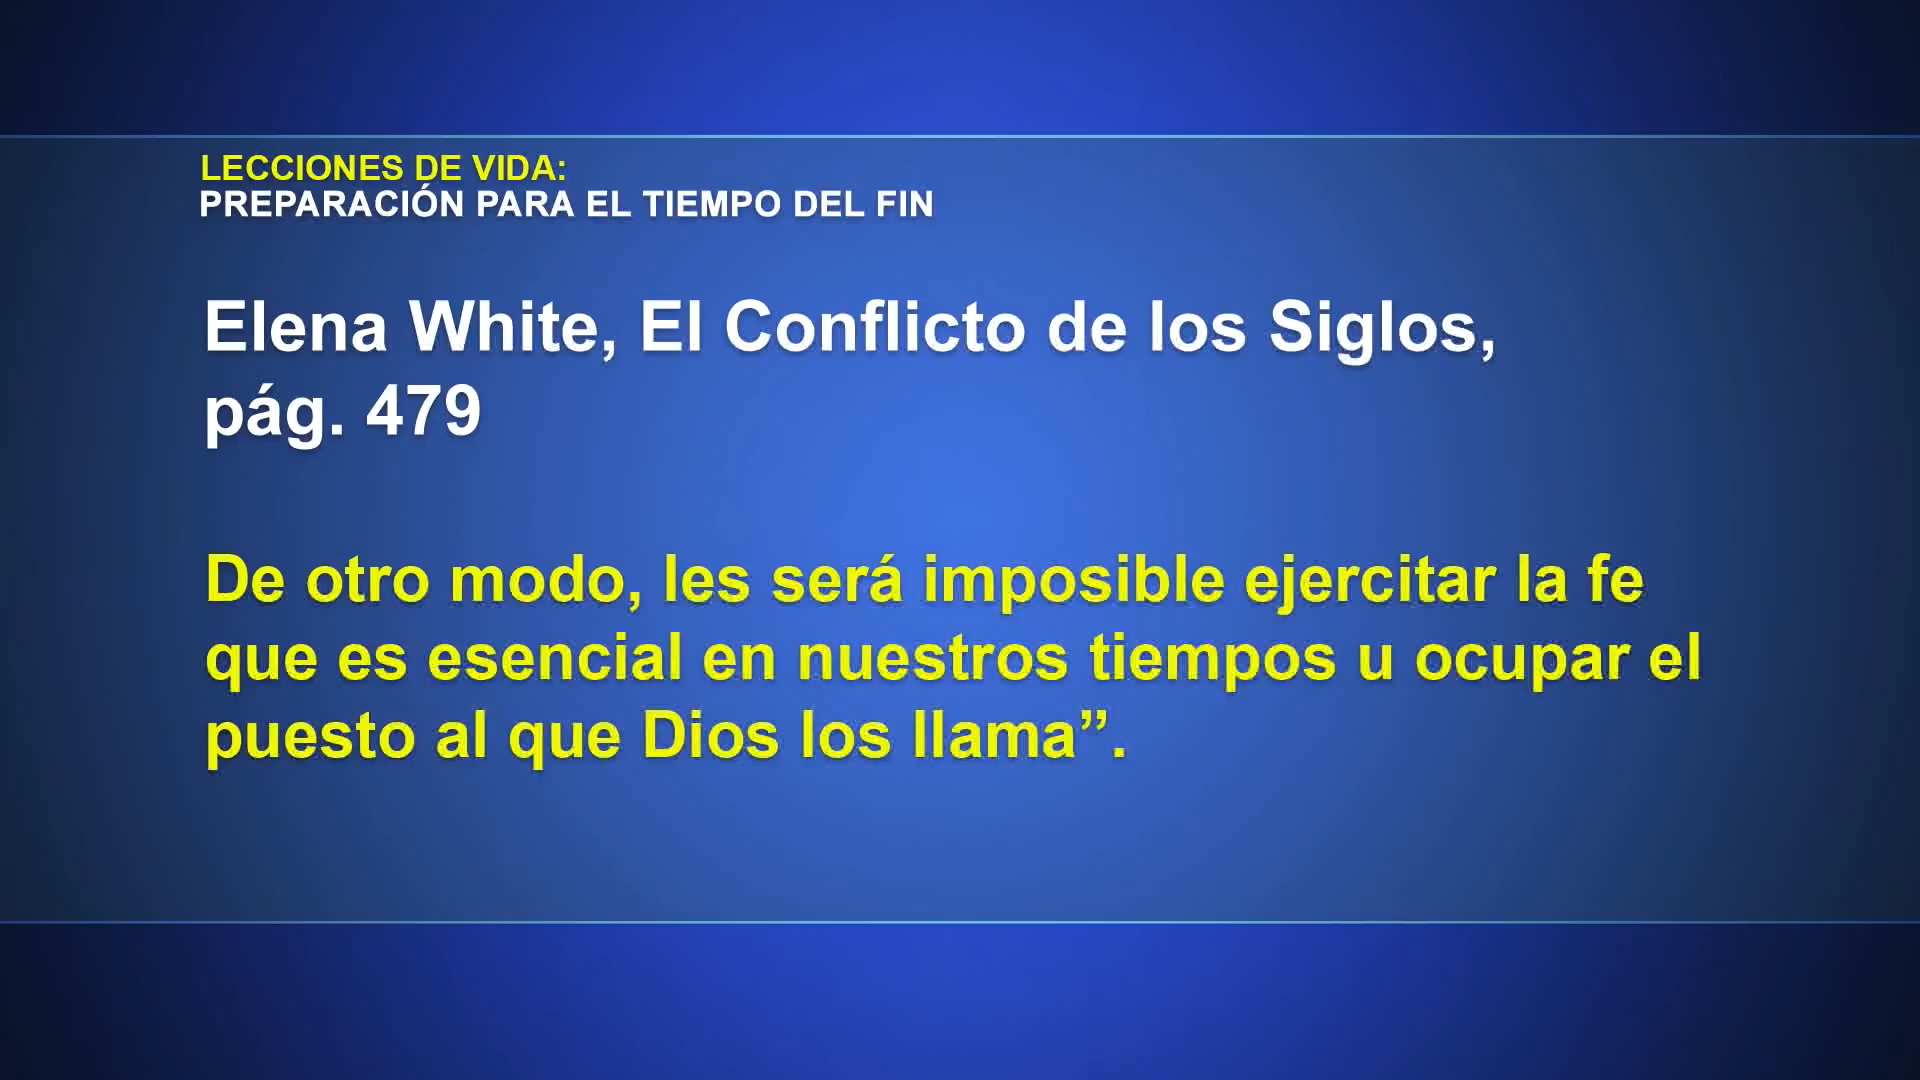 LECCIONES DE VIDA:
PREPARACIÓN PARA EL TIEMPO DEL FIN
Elena White, El Conflicto de los Siglos,
pág. 479
De otro modo, les será imposible ejercitar la fe
que es esencial en nuestros tiempos u ocupar el
puesto al que Dios los llama”.